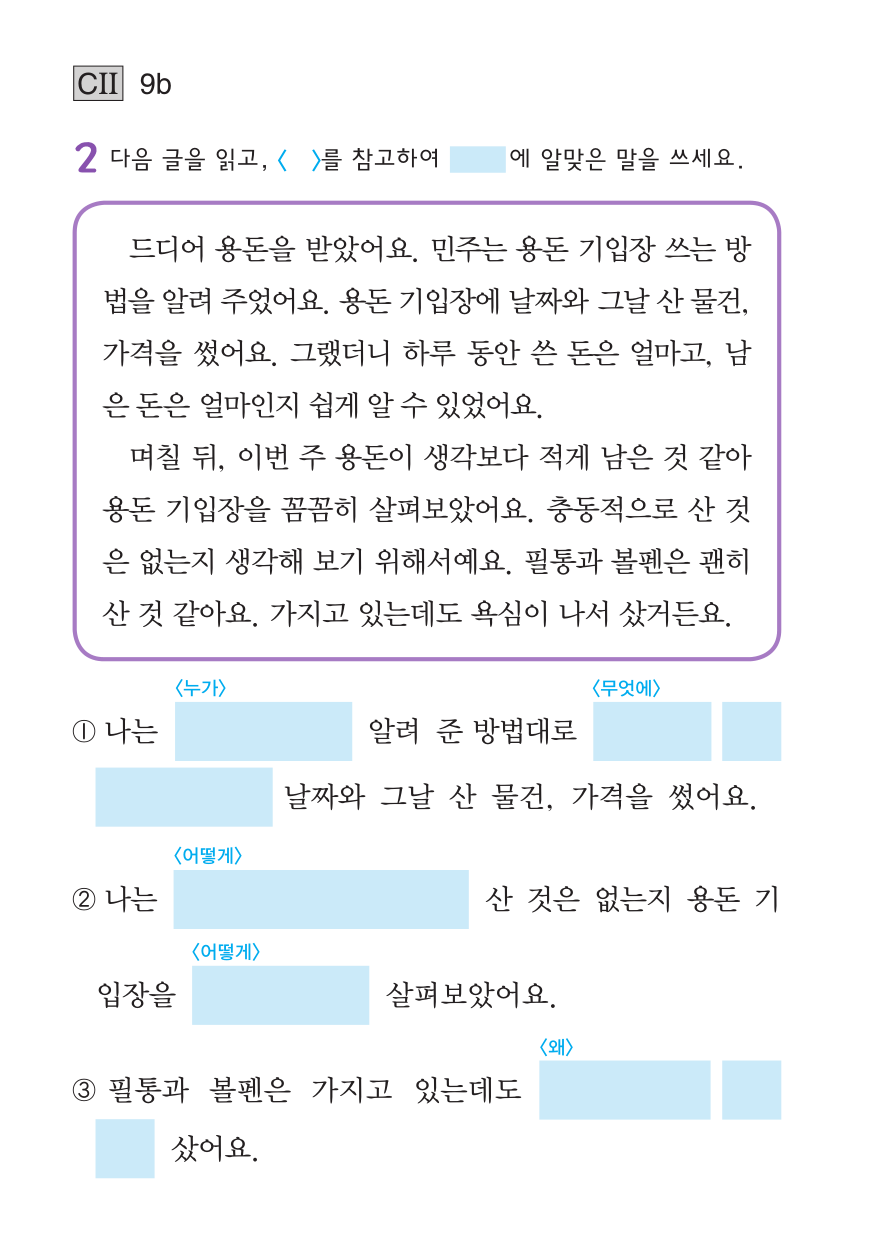 CII 9b
2 다음 글을 읽고, 〈 〉를 참고하여 에 알맞은 말을 쓰세요.
드디어 용돈을 받았어요. 민주는 용돈 기입장 쓰는 방
법을 알려 주었어요. 용돈 기입장에 날짜와 그날 산 물건,
가격을 썼어요. 그랬더니 하루 동안 쓴 돈은 얼마고, 남
은 돈은 얼마인지 쉽게 알 수 있었어요.
며칠 뒤, 이번 주 용돈이 생각보다 적게 남은 것 같아
용돈 기입장을 꼼꼼히 살펴보았어요. 충동적으로 산 것
은 없는지 생각해 보기 위해서예요. 필통과 볼펜은 괜히
산 것 같아요. 가지고 있는데도 욕심이 나서 샀거든요.
〈누가〉 〈무엇에〉
① 나는 알려 준 방법대로
날짜와 그날 산 물건, 가격을 썼어요.
〈어떻게〉
② 나는 산 것은 없는지 용돈 기
〈어떻게〉
입장을 살펴보았어요.
〈왜〉
③ 필통과 볼펜은 가지고 있는데도
샀어요.